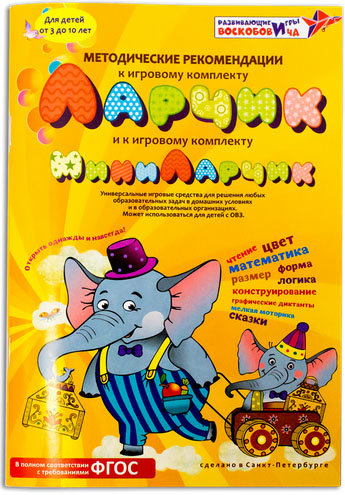 Для детей
от 3 до 10 лет
РАЗВИВАЮЩИЕ ИГРЫ
ВОСКОБОВИЧА
МЕТОДИЧЕСКИЕ РЕКОМЕНДАЦИИ
к игровому комплекту
ЛАРЧИК
и к игровому комплекту
МИНИЛАРЧИК
Универсальные игровые средства для решения любых
образовательных задач в домашних условиях
и в образовательных организациях.
Может использоваться для детей с ОВЗ.
Открыть однажды и навсегда!
чтение цвет
математика
размер форма
логика
конструирование
графические диктанты
мелкая моторика
сказки
В полном соответствии
с требованиями ФГОС
сделано в Санкт-Петербурге